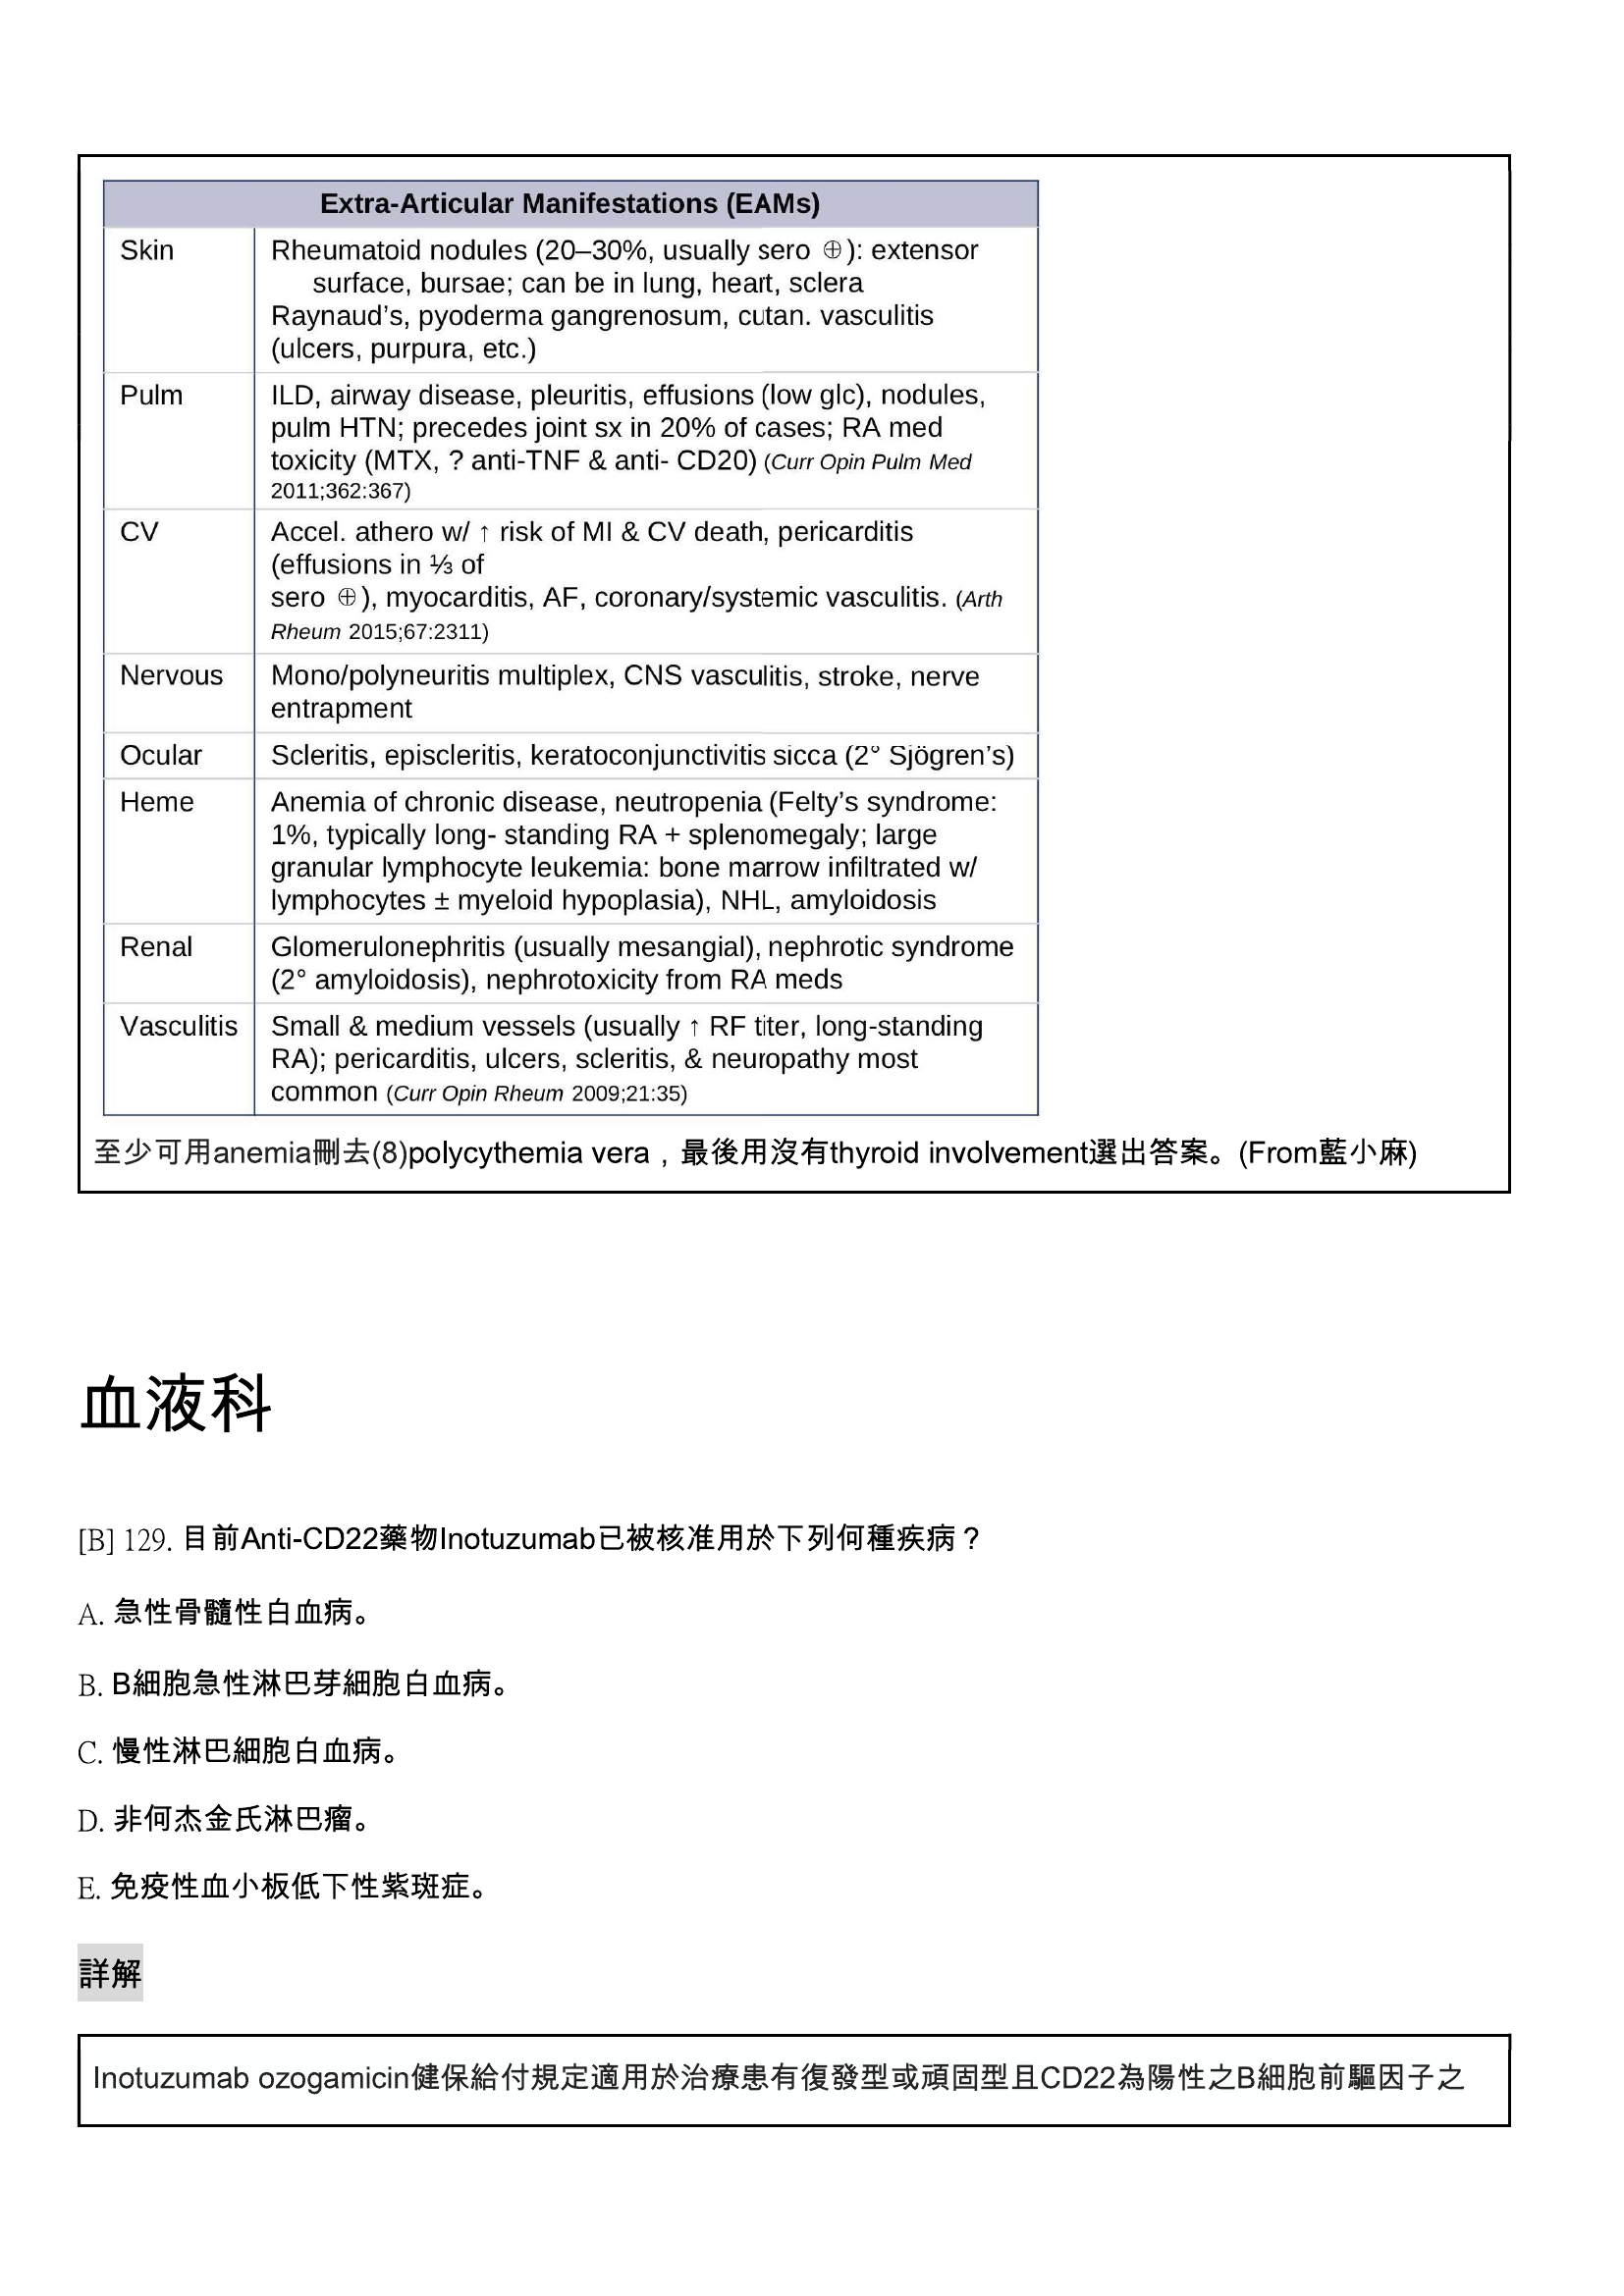 Extra-Articular Manifestations (EAMs)
Skin
Rheumatoid nodules (20–30%, usually sero ⊕): extensor
surface, bursae; can be in lung, heart, sclera
Raynaud's, pyoderma gangrenosum, cutan. vasculitis
(ulcers, purpura, etc.)
Pulm
ILD, airway disease, pleuritis, effusions (low glc), nodules,
pulm HTN; precedes joint sx in 20% of cases; RA med
toxicity (MTX, ? anti-TNF & anti- CD20) (Curr Opin Pulm Med
2011;362:367)
CV
Accel. athero w/ ↑ risk of MI & CV death, pericarditis
(effusions in ⅓ of
sero ⊕), myocarditis, AF, coronary/systemic vasculitis. (Arth
Rheum 2015;67:2311)
Nervous
Mono/polyneuritis multiplex, CNS vasculitis, stroke, nerve
entrapment
Ocular
Scleritis, episcleritis, keratoconjunctivitis sicca (2° Sjögren's)
Heme
Anemia of chronic disease, neutropenia (Felty's syndrome:
1%, typically long- standing RA + splenomegaly; large
granular lymphocyte leukemia: bone marrow infiltrated w/
lymphocytes ± myeloid hypoplasia), NHL, amyloidosis
Renal
Glomerulonephritis (usually mesangial), nephrotic syndrome
(2° amyloidosis), nephrotoxicity from RA meds
Vasculitis
Small & medium vessels (usually ↑ RF titer, long-standing
RA); pericarditis, ulcers, scleritis, & neuropathy most
common (Curr Opin Rheum 2009;21:35)
至少可用anemia刪去(8)polycythemia vera，最後用沒有thyroid involvement選出答案。(From藍小麻)
血液科
[B] 129. 目前Anti-CD22藥物Inotuzumab已被核准用於下列何種疾病？
A. 急性骨髓性白血病。
B. B細胞急性淋巴芽細胞白血病。
C. 慢性淋巴細胞白血病。
D. 非何杰金氏淋巴瘤。
E. 免疫性血小板低下性紫斑症。
詳解
Inotuzumab ozogamicin健保給付規定適用於治療患有復發型或頑固型且CD22為陽性之B細胞前驅因子之